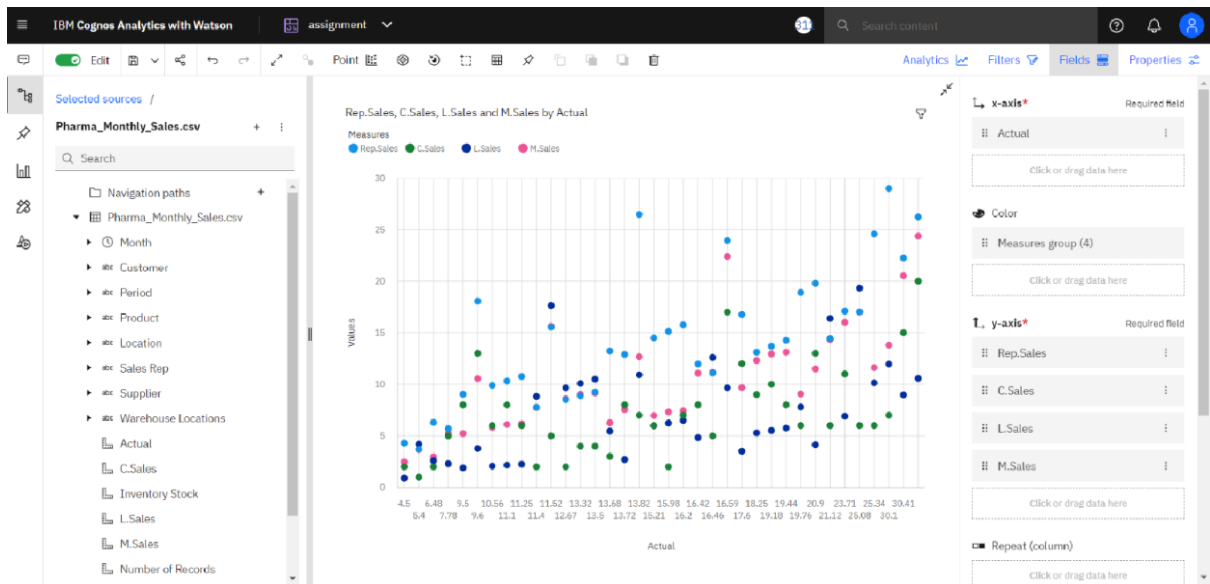 IBM Cognos Analytics with Watson
assignment
311
Search content
Edit
Point
Analytics
Filters
Fields
Properties
Selected sources /
Pharma_Monthly_Sales.csv
Search
Navigation paths
Pharma_Monthly_Sales.csv
Month
abc Customer
abc Period
abc Product
abc Location
abc Sales Rep
abc Supplier
abc Warehouse Locations
Actual
C.Sales
Inventory Stock
L.Sales
M.Sales
Number of Records
Rep.Sales, C.Sales, L.Sales and M.Sales by Actual
Measures
Rep.Sales C.Sales L.Sales M.Sales
Values
30
25
20
15
10
5
0
4.5 6.48 9.5 10.56 11.25 11.52 13.32 13.68 13.82 15.98 16.42 16.59 18.25 19.44 20.9 23.71 25.34 30.41
5.4 7.78 9.6 11.1 11.4 12.67 13.5 13.72 15.21 16.2 16.46 17.6 19.18 19.76 21.12 25.08 30.1
Actual
x-axis* Required field
Actual
Click or drag data here
Color
Measures group (4)
Click or drag data here
y-axis* Required field
Rep.Sales
C.Sales
L.Sales
M.Sales
Click or drag data here
Repeat (column)
Click or drag data here